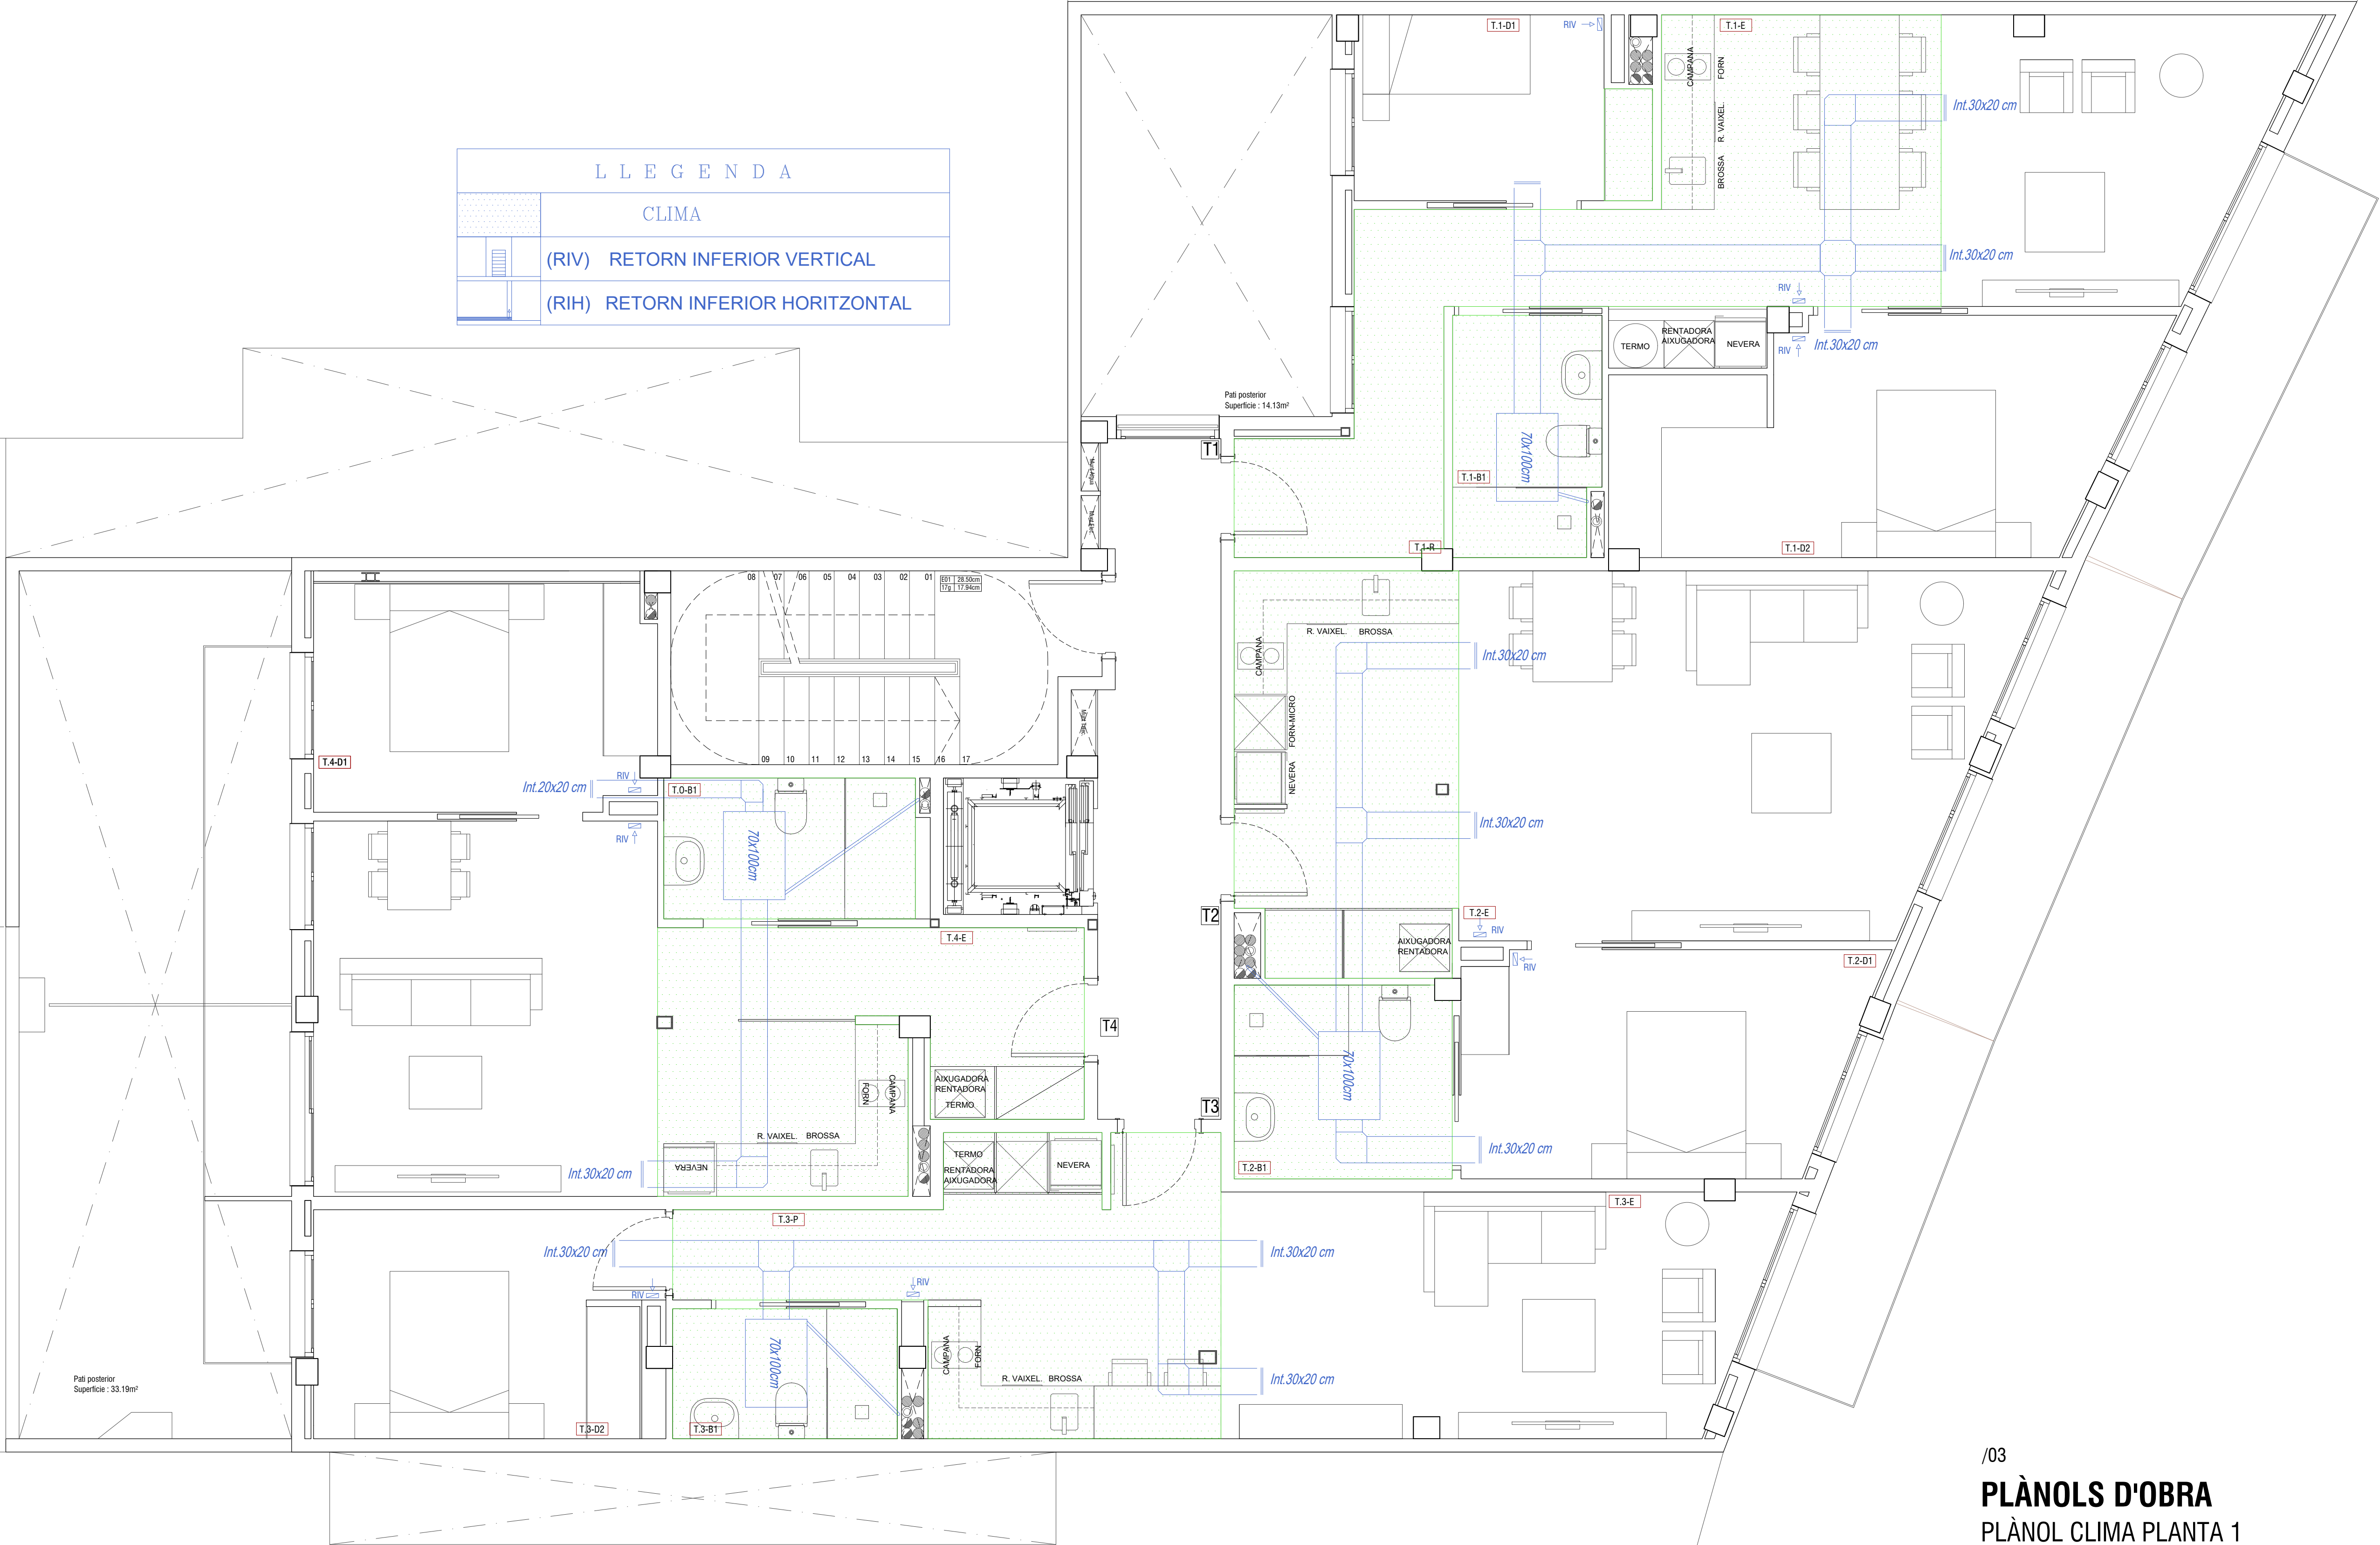 T.1-D1
RIV
T.1-E
CAMPANA
FORN
R. VAIXEL.
BROSSA
Int.30x20 cm
L L E G E N D A
CLIMA
(RIV) RETORN INFERIOR VERTICAL
(RIH) RETORN INFERIOR HORITZONTAL
Int.30x20 cm
RIV
RENTADORA
AIXUGADORA
TERMO
NEVERA
RIV
Int.30x20 cm
Pati posterior
Superfície : 14.13m²
T1
70x100cm
T.1-B1
T.1-R
T.1-D2
08
07
06
05
04
03
02
01
E01 28.50cm
17g 17.94cm
R. VAIXEL.
BROSSA
CAMPANA
Int.30x20 cm
FORN-MICRO
NEVERA
09
10
11
12
13
14
15
16
17
T.4-D1
RIV
Int.20x20 cm
T.0-B1
RIV
70x100cm
Int.30x20 cm
T2
T.2-E
RIV
T.4-E
AIXUGADORA
RENTADORA
RIV
T.2-D1
T4
70x100cm
AIXUGADORA
RENTADORA
TERMO
FORN
CAMPANA
T3
R. VAIXEL.
BROSSA
NEVERA
Int.30x20 cm
TERMO
RENTADORA
AIXUGADORA
NEVERA
Int.30x20 cm
T.2-B1
T.3-P
T.3-E
Int.30x20 cm
Int.30x20 cm
RIV
RIV
70x100cm
CAMPANA
FORN
R. VAIXEL.
BROSSA
Int.30x20 cm
Pati posterior
Superfície : 33.19m²
T.3-D2
T.3-B1
/03
PLÀNOLS D'OBRA
PLÀNOL CLIMA PLANTA 1